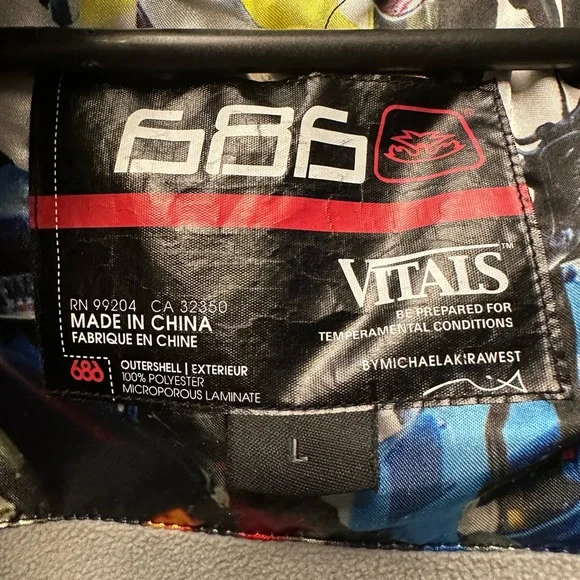 686
VITALS™
BE PREPARED FOR
TEMPERAMENTAL CONDITIONS
RN 99204 CA 32350
MADE IN CHINA
FABRIQUE EN CHINE
BYMICHAELAKIRAWEST
686
OUTERSHELL | EXTERIEUR
100% POLYESTER
MICROPOROUS LAMINATE
L